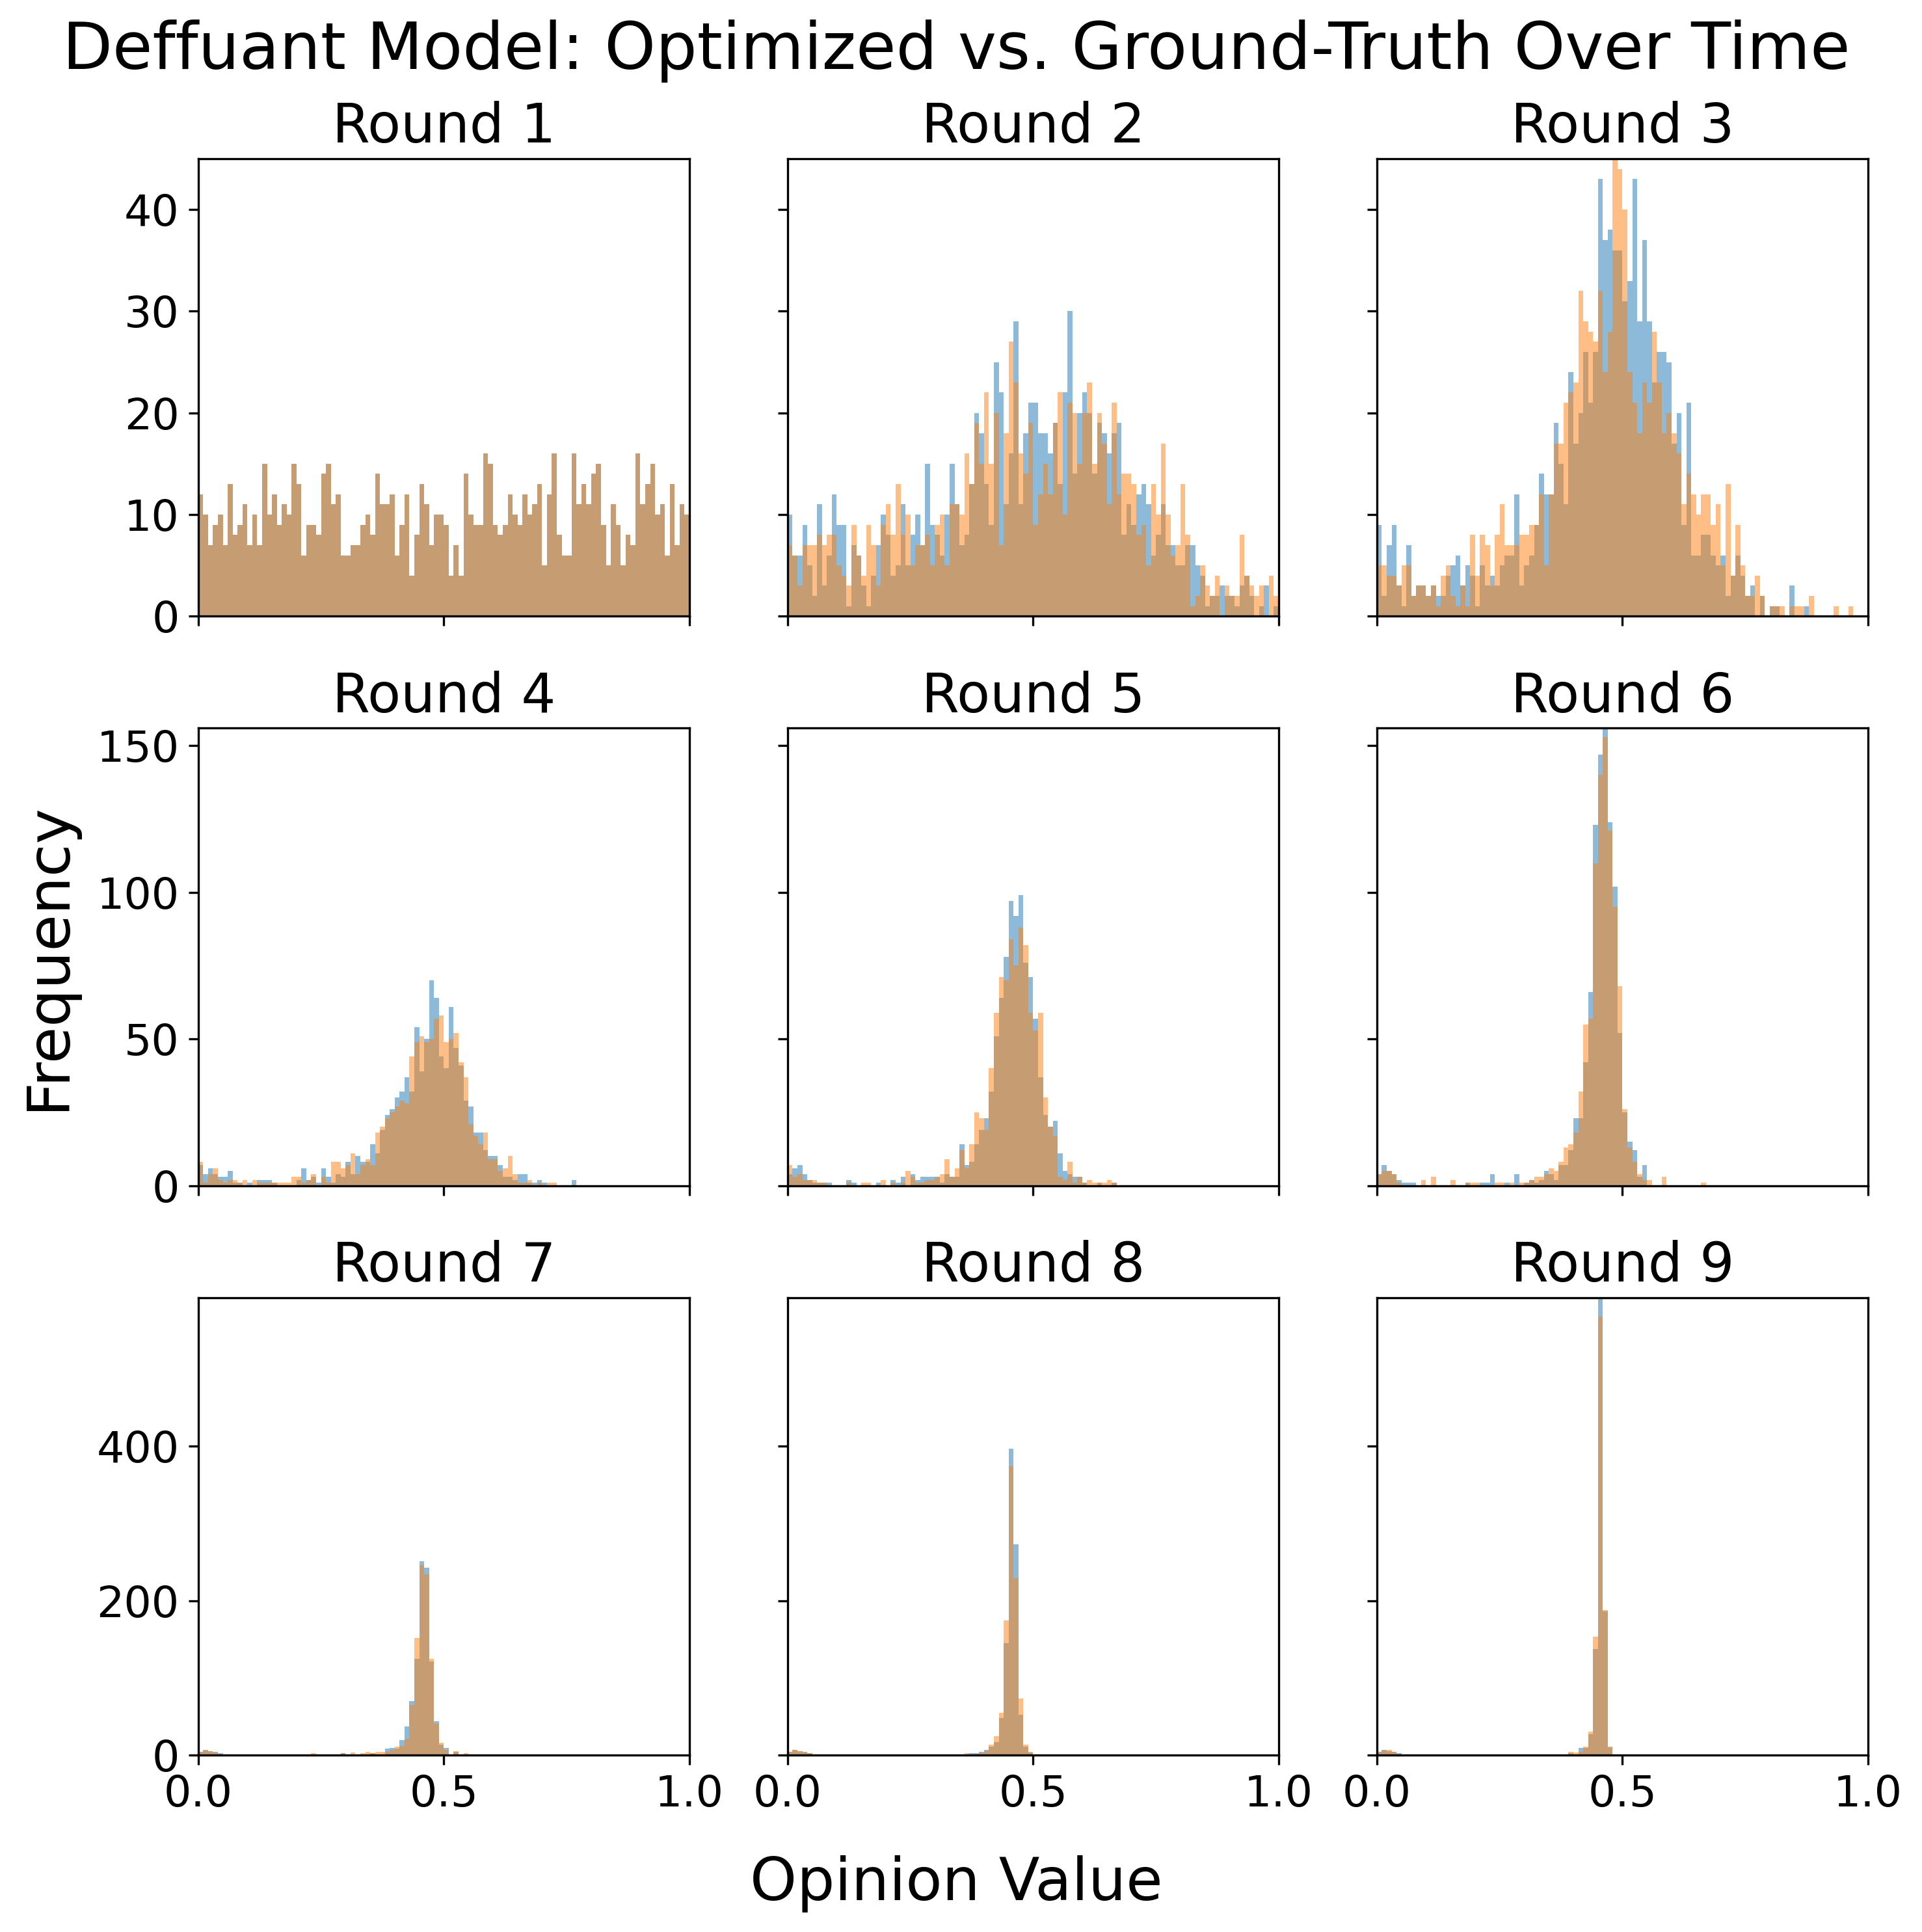 Deffuant Model: Optimized vs. Ground-Truth Over Time
Round 1
Round 2
Round 3
40
30
20
10
0
Round 4
Round 5
Round 6
150
100
50
0
Frequency
Round 7
Round 8
Round 9
400
200
0
0.0 0.5 1.0 0.0 0.5 1.0 0.0 0.5 1.0
Opinion Value